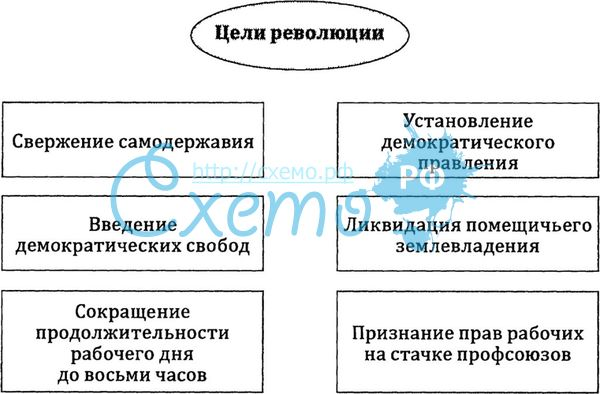 Цели революции
Свержение самодержавия
Установление
демократического
правления
http://схемо.рф
Схемо РФ
Введение
демократических свобод
Ликвидация помещичьего
землевладения
Сокращение
продолжительности
рабочего дня
до восьми часов
Признание прав рабочих
на стачке профсоюзов